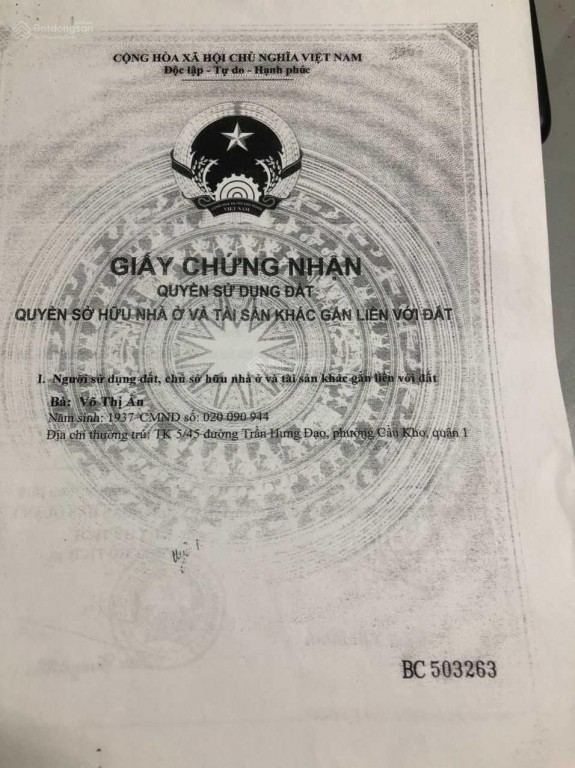 Batdongsan
CỘNG HÒA XÃ HỘI CHỦ NGHĨA VIỆT NAM
Độc lập - Tự do - Hạnh phúc
VIỆT NAM
GIẤY CHỨNG NHẬN
QUYỀN SỬ DỤNG ĐẤT
QUYỀN SỞ HỮU NHÀ Ở VÀ TÀI SẢN KHÁC GẮN LIỀN VỚI ĐẤT
I. Người sử dụng đất, chủ sở hữu nhà ở và tài sản khác gắn liền với đất
Bà: Võ Thị Ân
Năm sinh: 1937 CMND số: 020 090 944
Địa chỉ thường trú: TK 5/45 đường Trần Hưng Đạo, phường Cầu Kho, quận 1
BC 503263